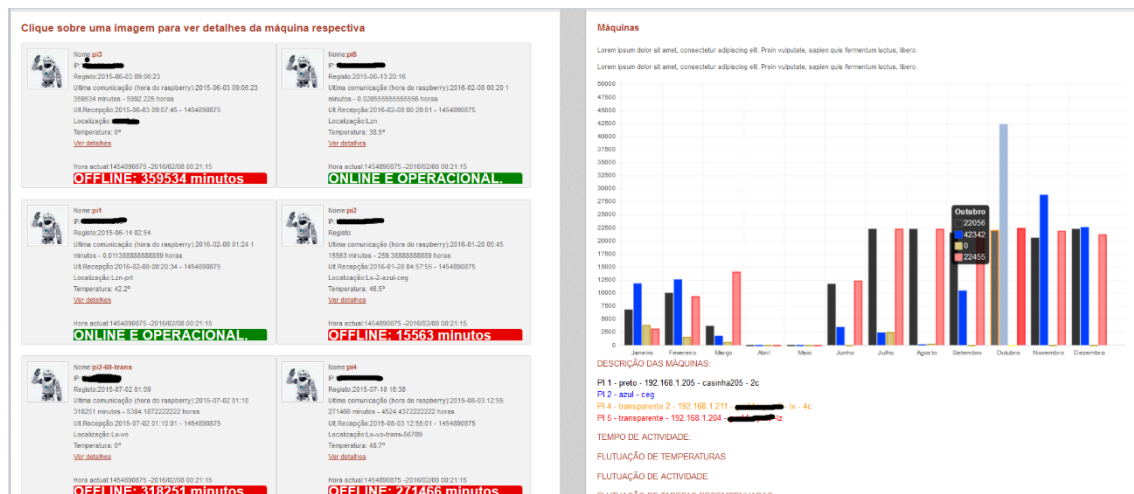 Clique sobre uma imagem para ver detalhes da máquina respectiva
Nome:pi3
IP:
Registo:2015-06-03 09:06:23
Ultima comunicação (hora do raspberry):2015-06-03 09:06:23
359534 minutos - 5992.225 horas
Ult.Recepção:2015-06-03 09:07:45 - 1454890875
Localização:
Temperatura: 0º
Ver detalhes
Hora actual:1454890875 -2016/02/08 00:21:15
OFFLINE: 359534 minutos
Nome:pi5
IP:
Registo:2015-06-13 20:16
Ultima comunicação (hora do raspberry):2016-02-08 00:20 1
minutos - 0.020555555555556 horas
Ult.Recepção:2016-02-08 00:20:01 - 1454890875
Localização:Lzn
Temperatura: 38.5º
Ver detalhes
Hora actual:1454890875 -2016/02/08 00:21:15
ONLINE E OPERACIONAL.
Nome:pi1
IP:
Registo:2015-06-14 02:54
Ultima comunicação (hora do raspberry):2016-02-08 01:24 1
minutos - 0.011388888888889 horas
Ult.Recepção:2016-02-08 00:20:34 - 1454890875
Localização:Lzn-prt
Temperatura: 42.2º
Ver detalhes
Hora actual:1454890875 -2016/02/08 00:21:15
ONLINE E OPERACIONAL.
Nome:pi2
IP:
Registo:
Ultima comunicação (hora do raspberry):2016-01-28 05:45
15563 minutos - 259.38888888889 horas
Ult.Recepção:2016-01-28 04:57:55 - 1454890875
Localização:Lx-2-azul-ceg
Temperatura: 46.5º
Ver detalhes
Hora actual:1454890875 -2016/02/08 00:21:15
OFFLINE: 15563 minutos
Nome:pi2-60-trans
IP:
Registo:2015-07-02 01:09
Ultima comunicação (hora do raspberry):2015-07-02 01:10
318251 minutos - 5304.1872222222 horas
Ult.Recepção:2015-07-02 01:10:01 - 1454890875
Localização:Lx-vo
Temperatura: 0º
Ver detalhes
Hora actual:1454890875 -2016/02/08 00:21:15
OFFLINE: 318251 minutos
Nome:pi4
IP:
Registo:2015-07-10 16:38
Ultima comunicação (hora do raspberry):2015-08-03 12:55
271466 minutos - 4524.4372222222 horas
Ult.Recepção:2015-08-03 12:55:01 - 1454890875
Localização:Lx-vo-trans-56789
Temperatura: 48.7º
Ver detalhes
Hora actual:1454890875 -2016/02/08 00:21:15
OFFLINE: 271466 minutos
Máquinas
Lorem ipsum dolor sit amet, consectetur adipiscing elit. Proin vulputate, sapien quis fermentum luctus, libero.
Lorem ipsum dolor sit amet, consectetur adipiscing elit. Proin vulputate, sapien quis fermentum luctus, libero.
50000
47500
45000
42500
40000
37500
35000
32500
30000
27500
25000
22500
20000
17500
15000
12500
10000
7500
5000
2500
0
Outubro
22056
42342
0
22455
Janeiro Fevereiro Março Abril Maio Junho Julho Agosto Setembro Outubro Novembro Dezembro
DESCRIÇÃO DAS MÁQUINAS:
PI 1 - preto - 192.168.1.205 - casinha205 - 2c
PI 2 - azul - ceg
PI 4 - transparente 2 - 192.168.1.211 - - lx - 4c
PI 5 - transparente - 192.168.1.204 - -lz
TEMPO DE ACTIVIDADE:
FLUTUAÇÃO DE TEMPERATURAS
FLUTUAÇÃO DE ACTIVIDADE
FLUTUAÇÃO DE TAREFAS DESEMPENHADAS